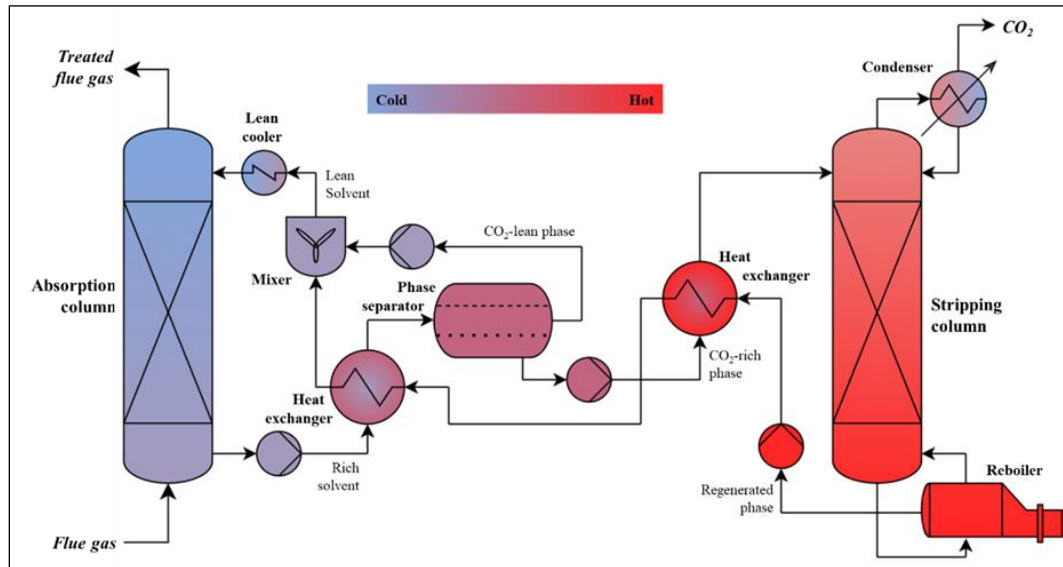 CO2
Treated
flue gas
Condenser
Cold
Hot
Lean
cooler
Lean
Solvent
CO2-lean phase
Mixer
Phase
separator
Heat
exchanger
Absorption
column
Stripping
column
CO2-rich
phase
Heat
exchanger
Rich
solvent
Reboiler
Regenerated
phase
Flue gas